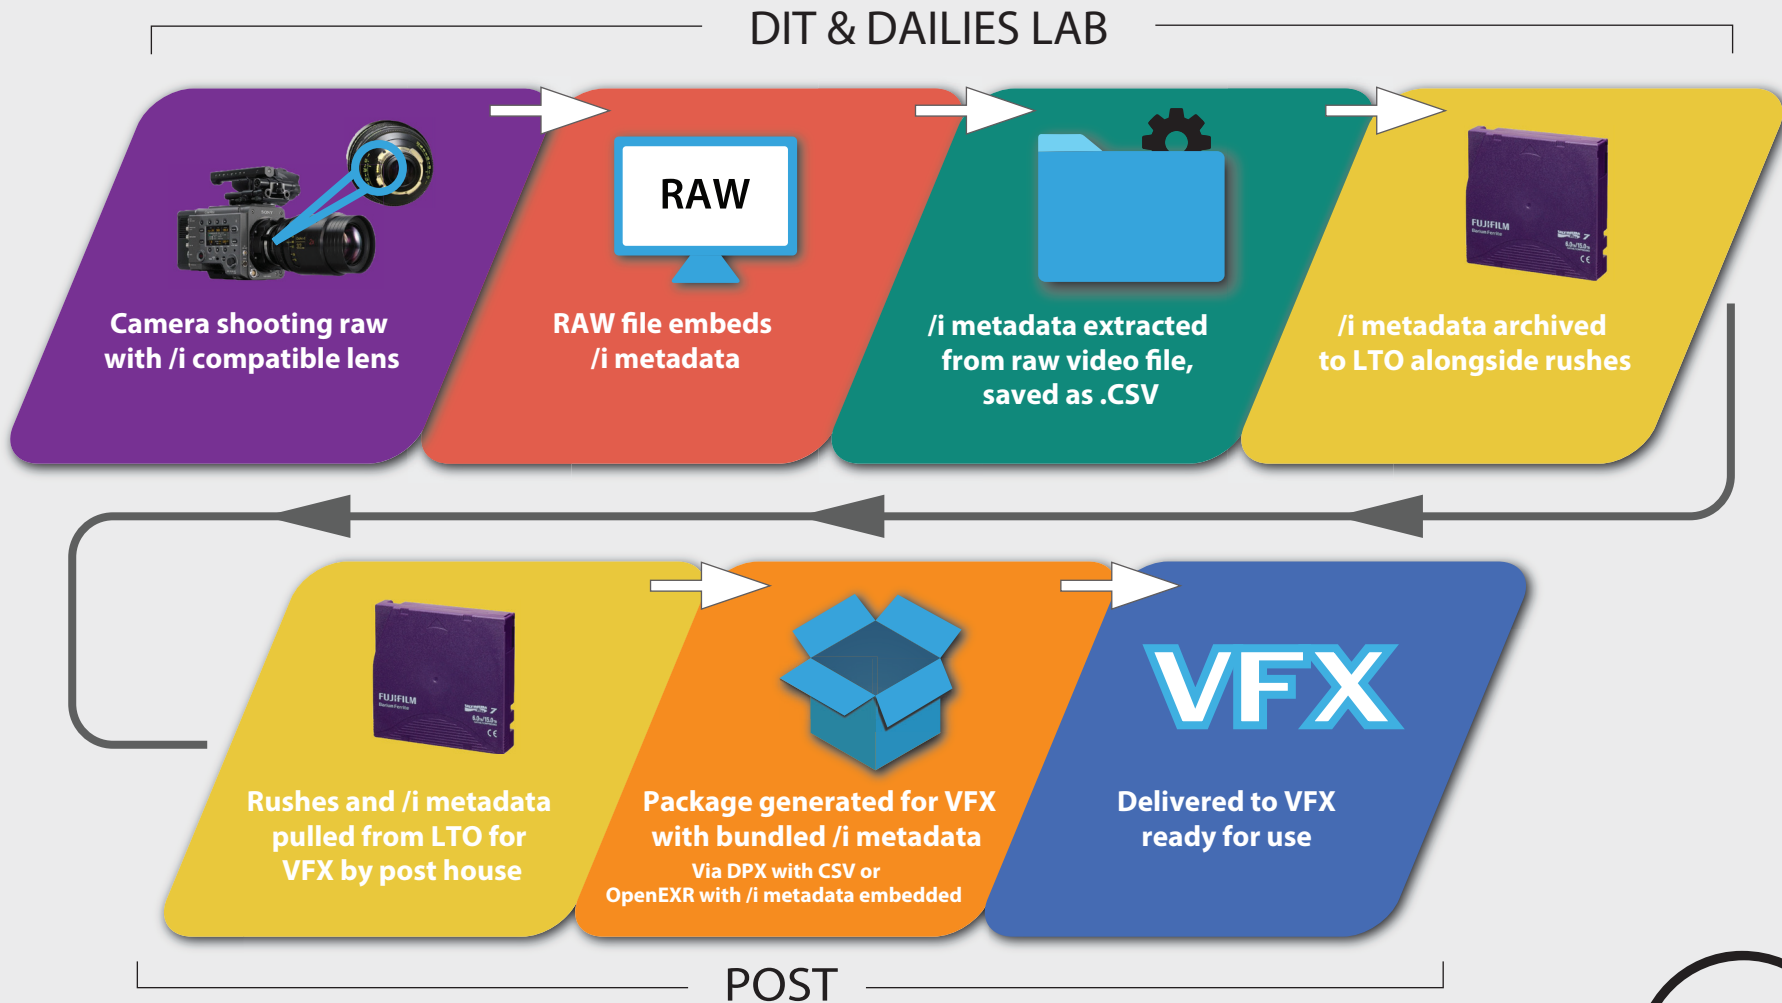 DIT & DAILIES LAB
RAW
FUJIFILM
7
Camera shooting raw
with /i compatible lens
RAW file embeds
/i metadata
/i metadata extracted
from raw video file,
saved as .CSV
/i metadata archived
to LTO alongside rushes
FUJIFILM
7
VFX
Rushes and /i metadata
pulled from LTO for
VFX by post house
Package generated for VFX
with bundled /i metadata
Via DPX with CSV or
OpenEXR with /i metadata embedded
Delivered to VFX
ready for use
POST